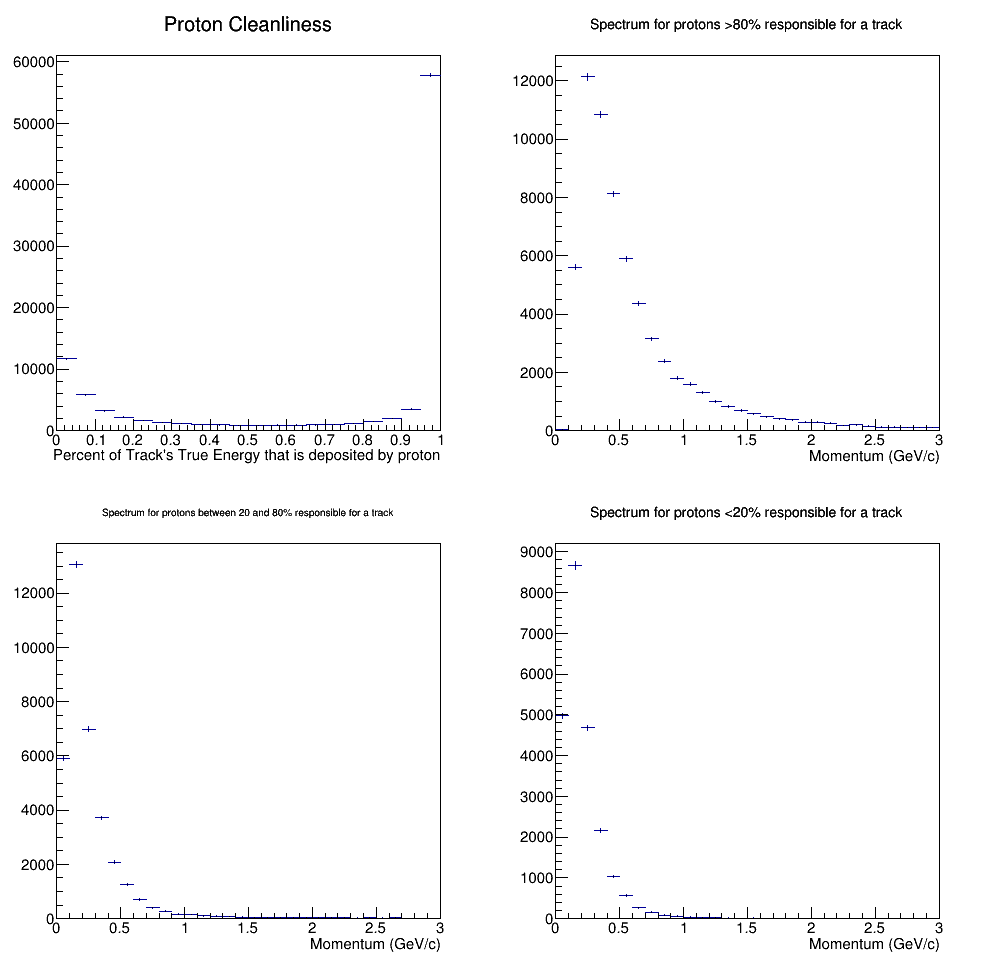 Proton Cleanliness
60000
50000
40000
30000
20000
10000
0
0 0.1 0.2 0.3 0.4 0.5 0.6 0.7 0.8 0.9 1
Percent of Track's True Energy that is deposited by proton
Spectrum for protons >80% responsible for a track
12000
10000
8000
6000
4000
2000
0
0 0.5 1 1.5 2 2.5 3
Momentum (GeV/c)
Spectrum for protons between 20 and 80% responsible for a track
12000
10000
8000
6000
4000
2000
0
0 0.5 1 1.5 2 2.5 3
Momentum (GeV/c)
Spectrum for protons <20% responsible for a track
9000
8000
7000
6000
5000
4000
3000
2000
1000
0
0 0.5 1 1.5 2 2.5 3
Momentum (GeV/c)